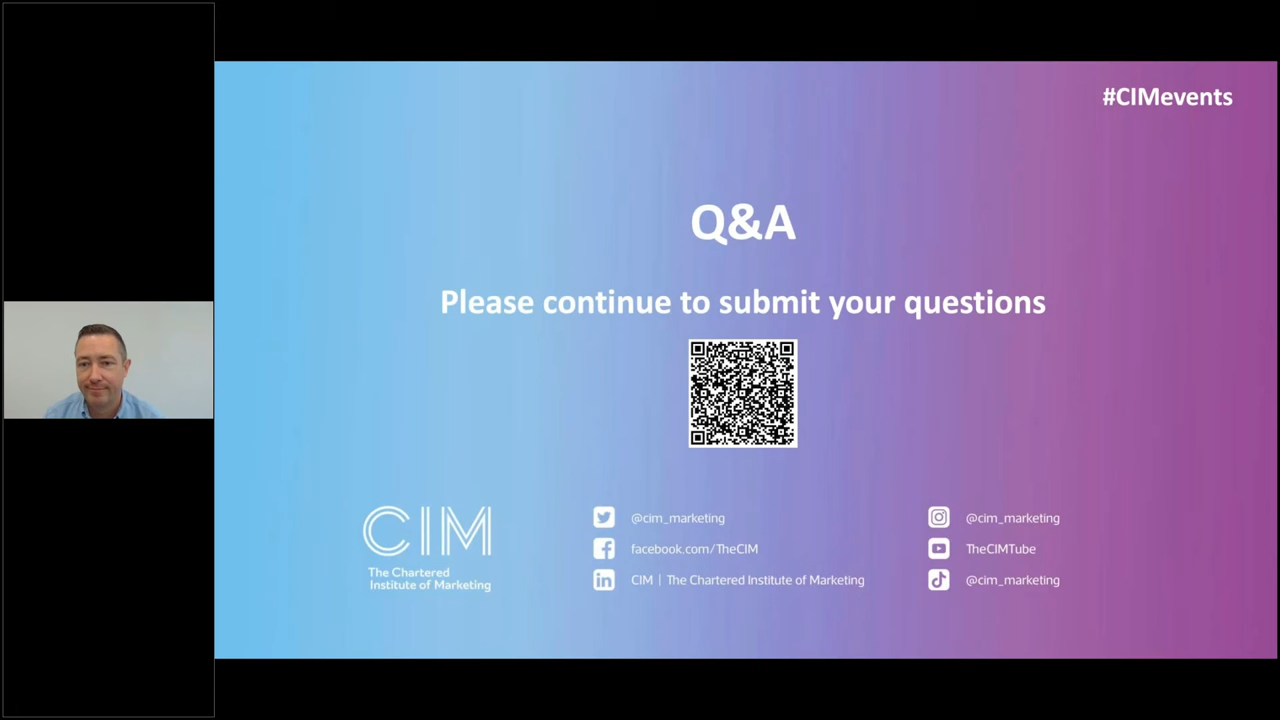 #CIMevents
Q&A
Please continue to submit your questions
CIM
The Chartered
Institute of Marketing
@cim_marketing
facebook.com/TheCIM
CIM | The Chartered Institute of Marketing
@cim_marketing
TheCIMTube
@cim_marketing